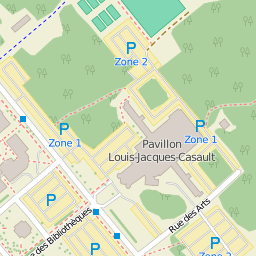 P
Zone 2
P
Zone 1
P
Zone 1
Pavillon
Louis-Jacques-Casault
P
Rue des Arts
des Bibliothèques
P
P
Zone 2